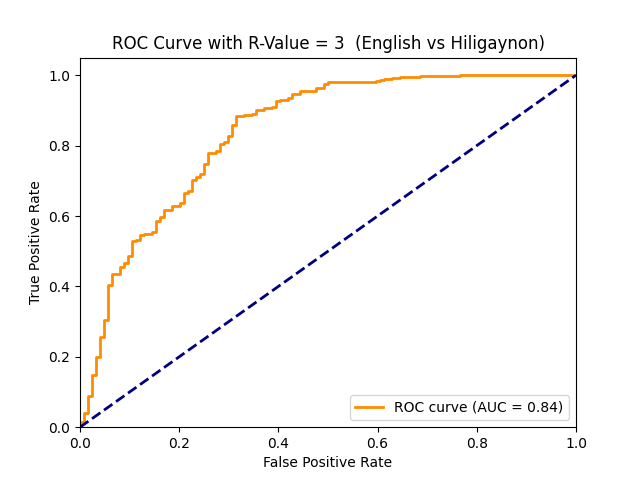 ROC Curve with R-Value = 3  (English vs Hiligaynon)
True Positive Rate
1.0
0.8
0.6
0.4
0.2
0.0
0.0 0.2 0.4 0.6 0.8 1.0
False Positive Rate
ROC curve (AUC = 0.84)